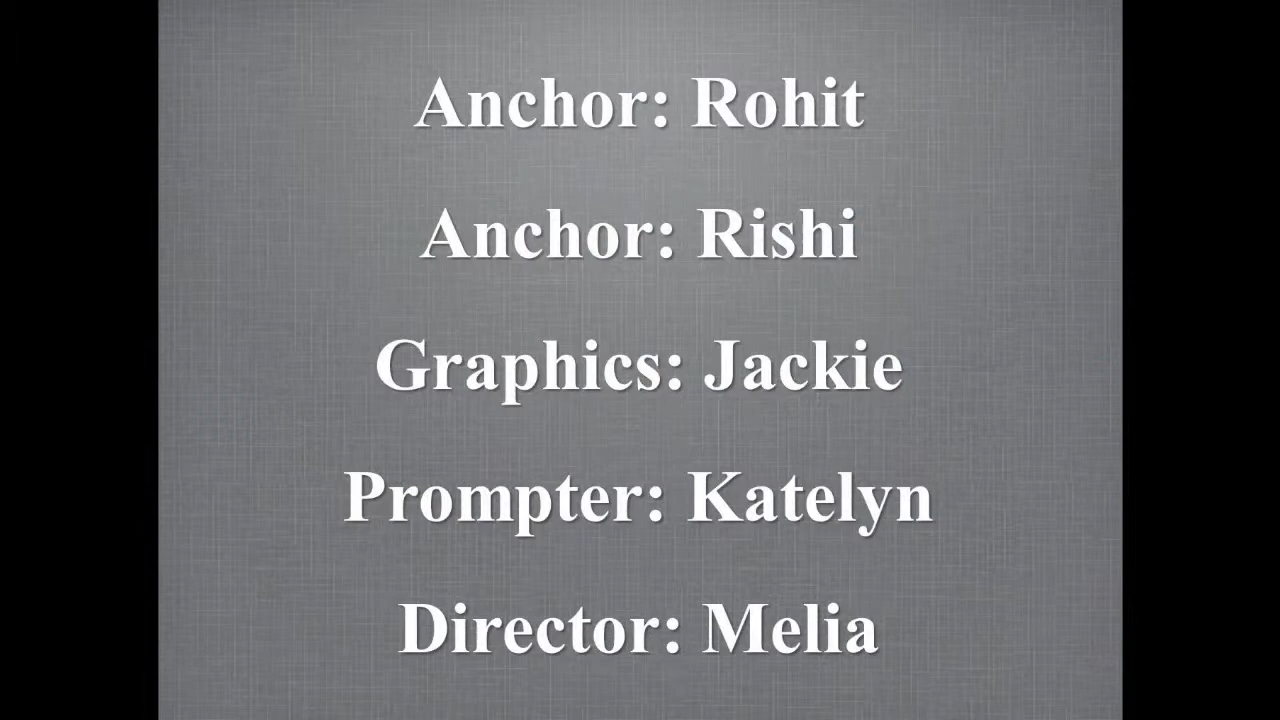 Anchor: Rohit
Anchor: Rishi
Graphics: Jackie
Prompter: Katelyn
Director: Melia